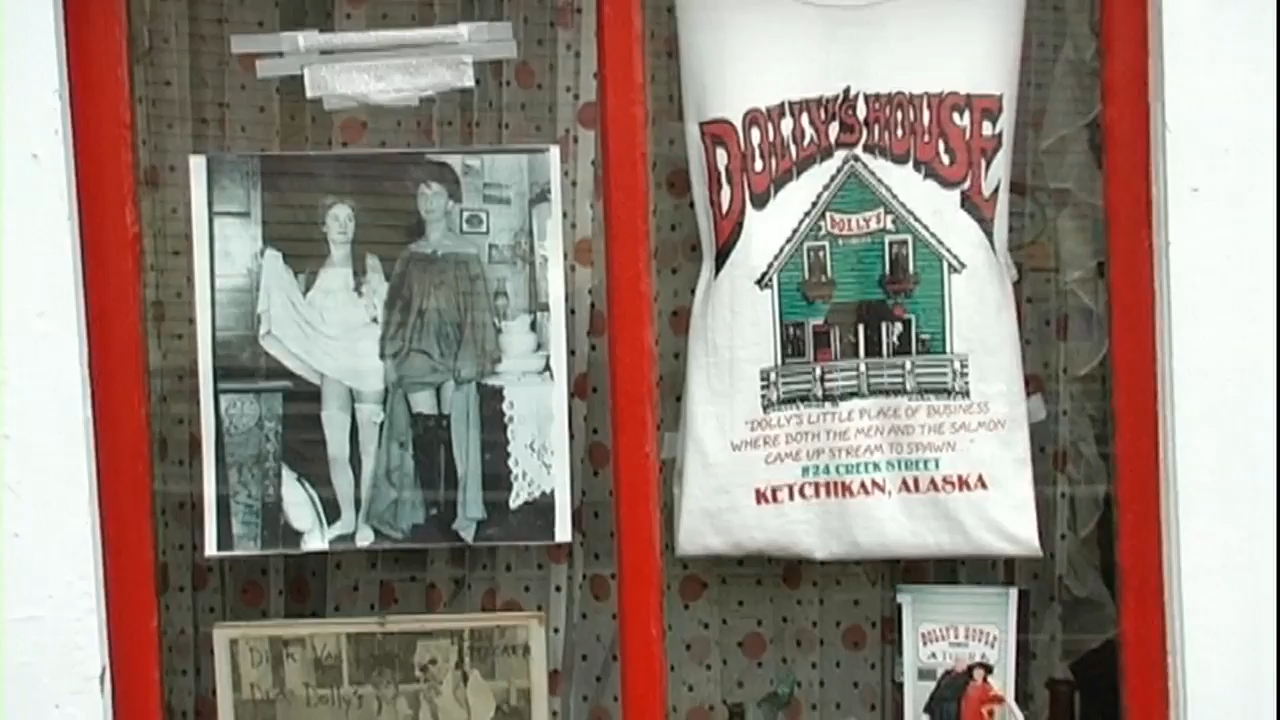 DOLLY'S HOUSE
DOLLY'S
"DOLLY'S LITTLE PLACE OF BUSINESS
WHERE BOTH THE MEN AND THE SALMON
CAME UP STREAM TO SPAWN..."
#24 CREEK STREET
KETCHIKAN, ALASKA
Dolly's
DOLLY'S HOUSE